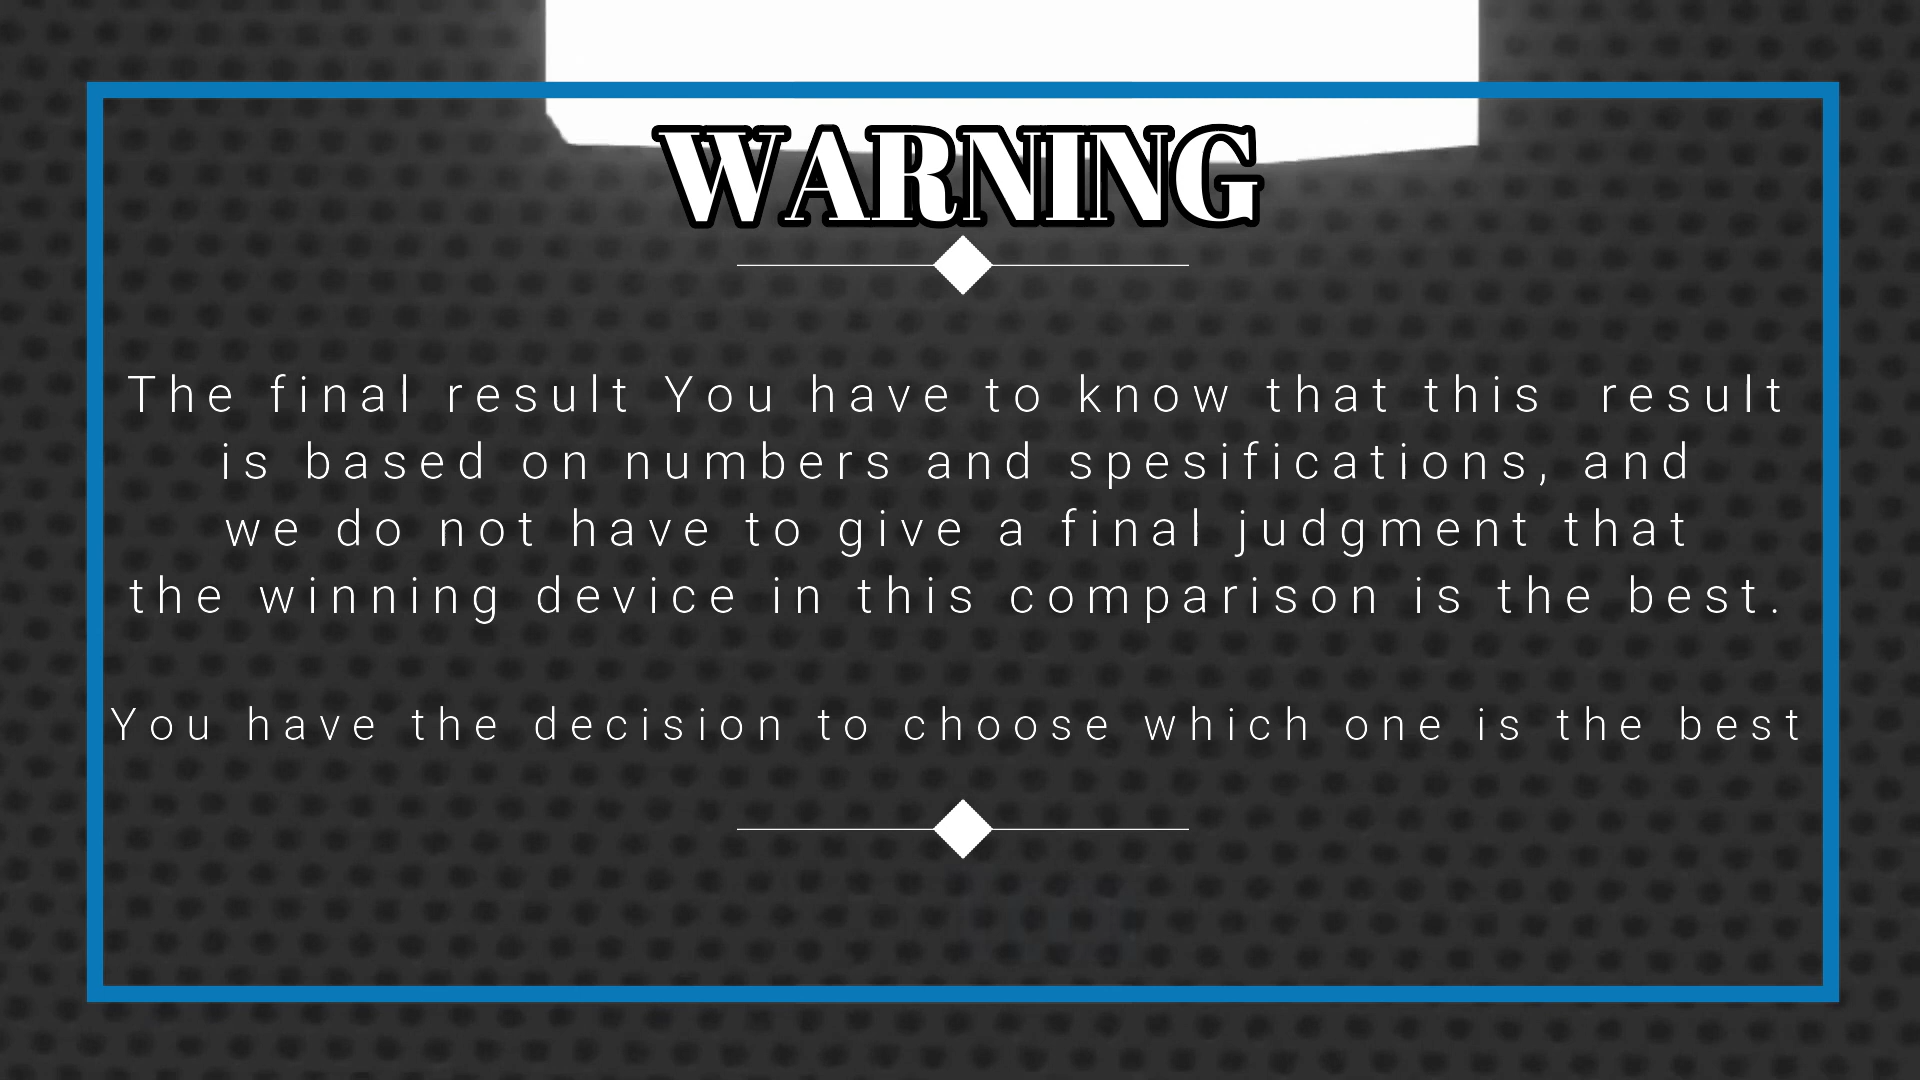 WARNING
The final result You have to know that this result
is based on numbers and spesifications, and
we do not have to give a final judgment that
the winning device in this comparison is the best.
You have the decision to choose which one is the best